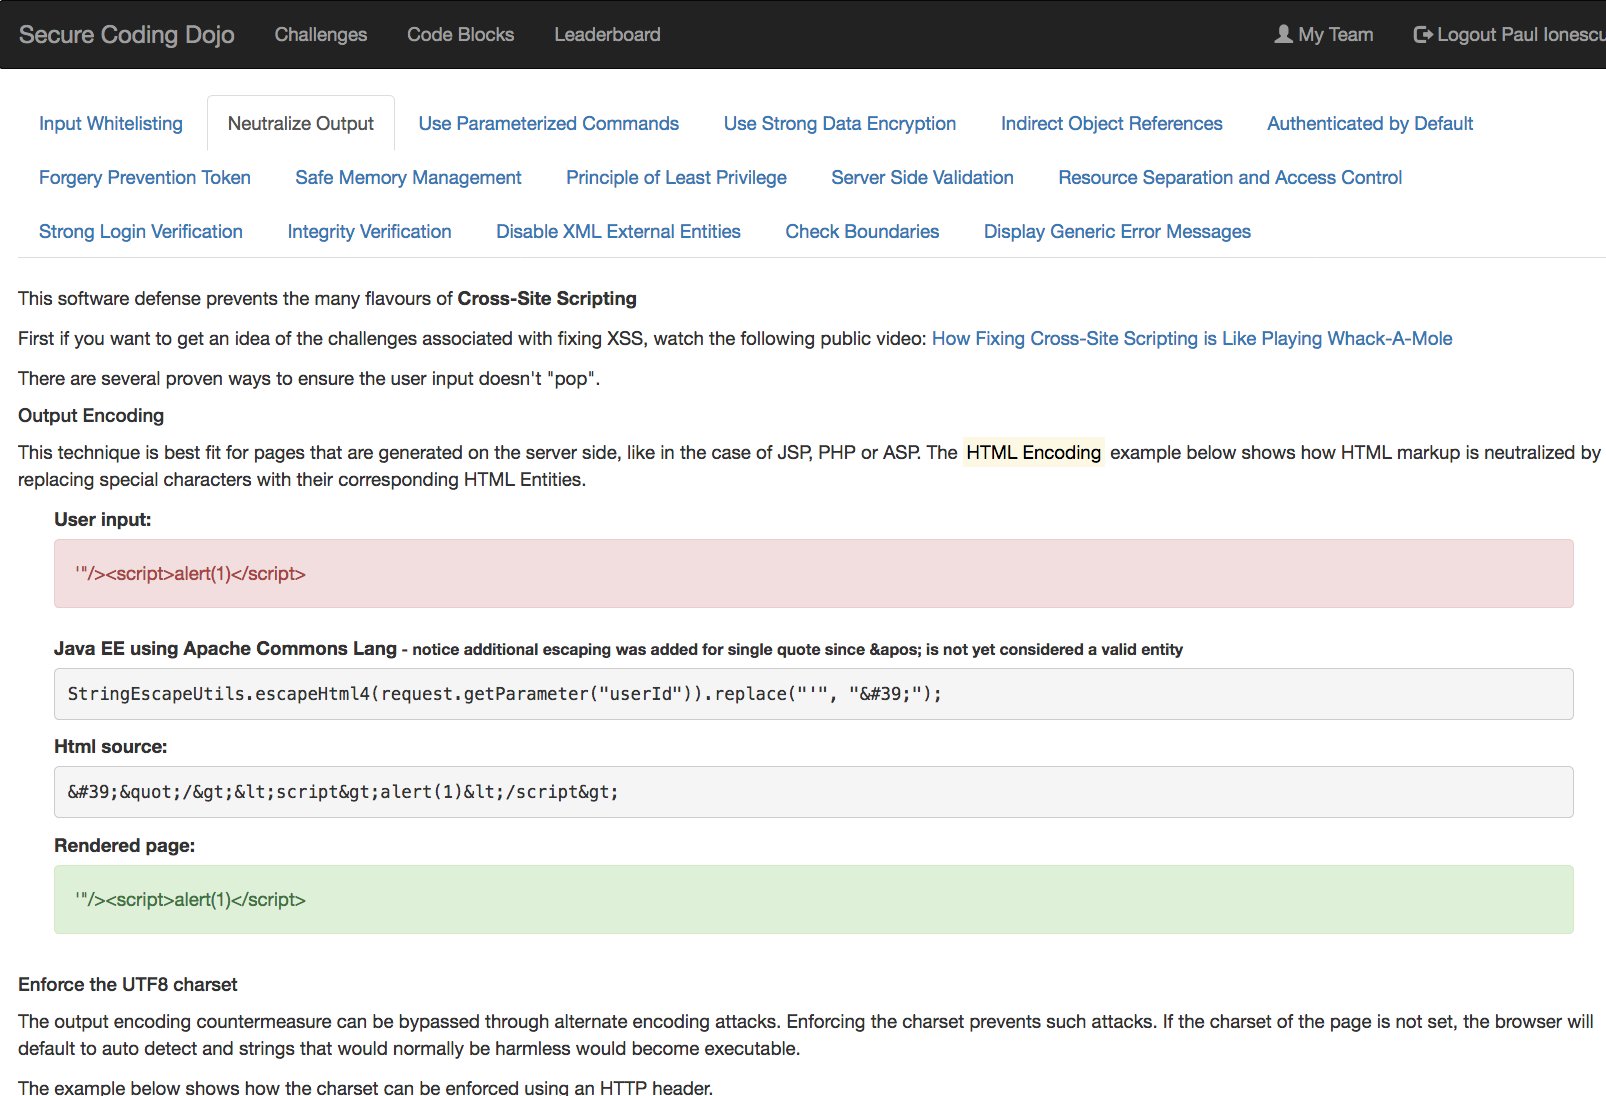 Secure Coding Dojo Challenges Code Blocks Leaderboard My Team Logout Paul Ionescu
Input Whitelisting Neutralize Output Use Parameterized Commands Use Strong Data Encryption Indirect Object References Authenticated by Default
Forgery Prevention Token Safe Memory Management Principle of Least Privilege Server Side Validation Resource Separation and Access Control
Strong Login Verification Integrity Verification Disable XML External Entities Check Boundaries Display Generic Error Messages
This software defense prevents the many flavours of Cross-Site Scripting
First if you want to get an idea of the challenges associated with fixing XSS, watch the following public video: How Fixing Cross-Site Scripting is Like Playing Whack-A-Mole
There are several proven ways to ensure the user input doesn't "pop".
Output Encoding
This technique is best fit for pages that are generated on the server side, like in the case of JSP, PHP or ASP. The HTML Encoding example below shows how HTML markup is neutralized by
replacing special characters with their corresponding HTML Entities.
User input:
'"/><script>alert(1)</script>
Java EE using Apache Commons Lang - notice additional escaping was added for single quote since &apos; is not yet considered a valid entity
StringEscapeUtils.escapeHtml4(request.getParameter("userId")).replace("'", "&#39;");
Html source:
&#39;&quot;/&gt;&lt;script&gt;alert(1)&lt;/script&gt;
Rendered page:
'"/><script>alert(1)</script>
Enforce the UTF8 charset
The output encoding countermeasure can be bypassed through alternate encoding attacks. Enforcing the charset prevents such attacks. If the charset of the page is not set, the browser will
default to auto detect and strings that would normally be harmless would become executable.
The example below shows how the charset can be enforced using an HTTP header.